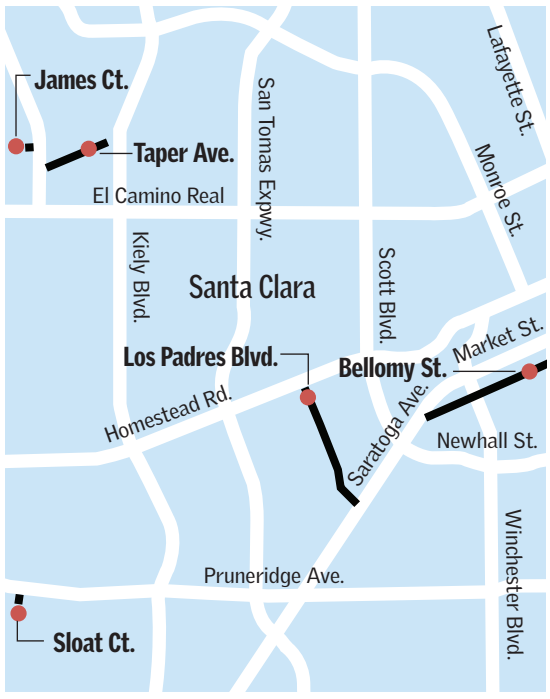 Lafayette St.
James Ct.
San Tomas Expwy.
Taper Ave.
Monroe St.
El Camino Real
Kiely Blvd.
Scott Blvd.
Santa Clara
Market St.
Los Padres Blvd.
Bellomy St.
Homestead Rd.
Saratoga Ave.
Newhall St.
Winchester Blvd.
Pruneridge Ave.
Sloat Ct.